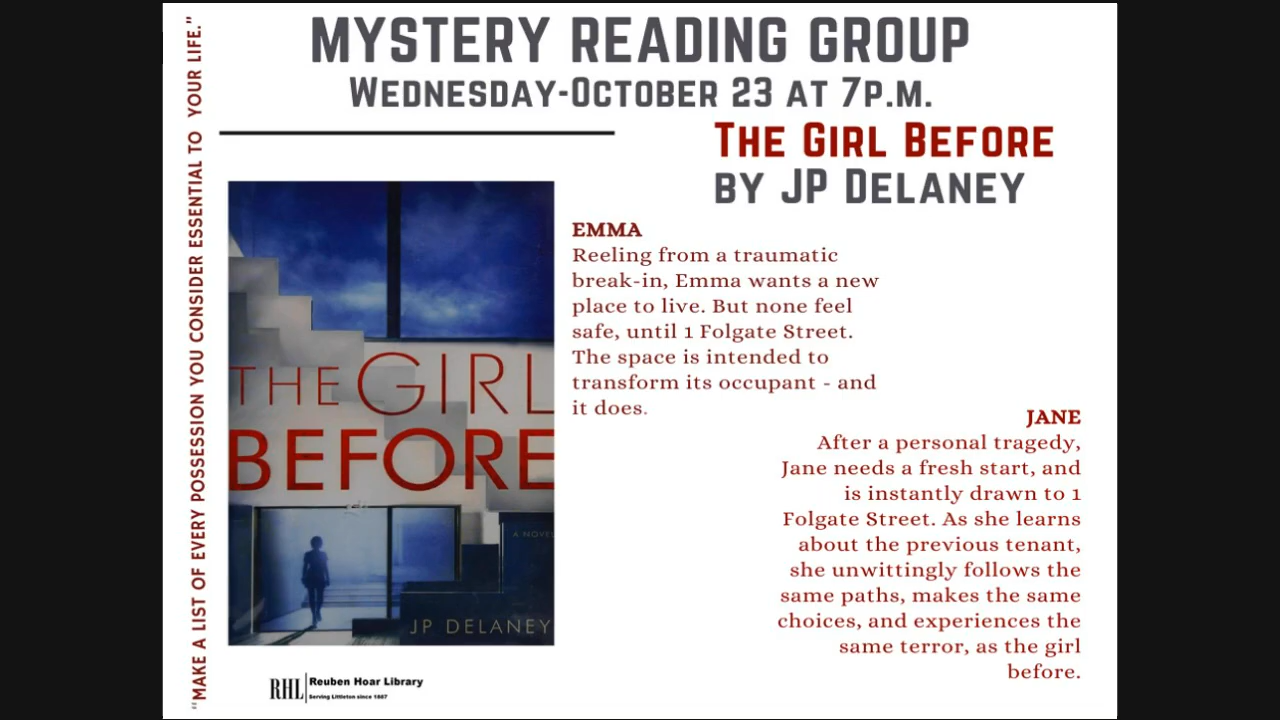 MYSTERY READING GROUP
WEDNESDAY-OCTOBER 23 AT 7P.M.
"MAKE A LIST OF EVERY POSSESSION YOU CONSIDER ESSENTIAL TO YOUR LIFE."
THE GIRL BEFORE
BY JP DELANEY
THE GIRL
BEFORE
A NOVEL
JP DELANEY
EMMA
Reeling from a traumatic
break-in, Emma wants a new
place to live. But none feel
safe, until 1 Folgate Street.
The space is intended to
transform its occupant - and
it does.
JANE
After a personal tragedy,
Jane needs a fresh start, and
is instantly drawn to 1
Folgate Street. As she learns
about the previous tenant,
she unwittingly follows the
same paths, makes the same
choices, and experiences the
same terror, as the girl
before.
RHL
Reuben Hoar Library
Serving Littleton since 1887